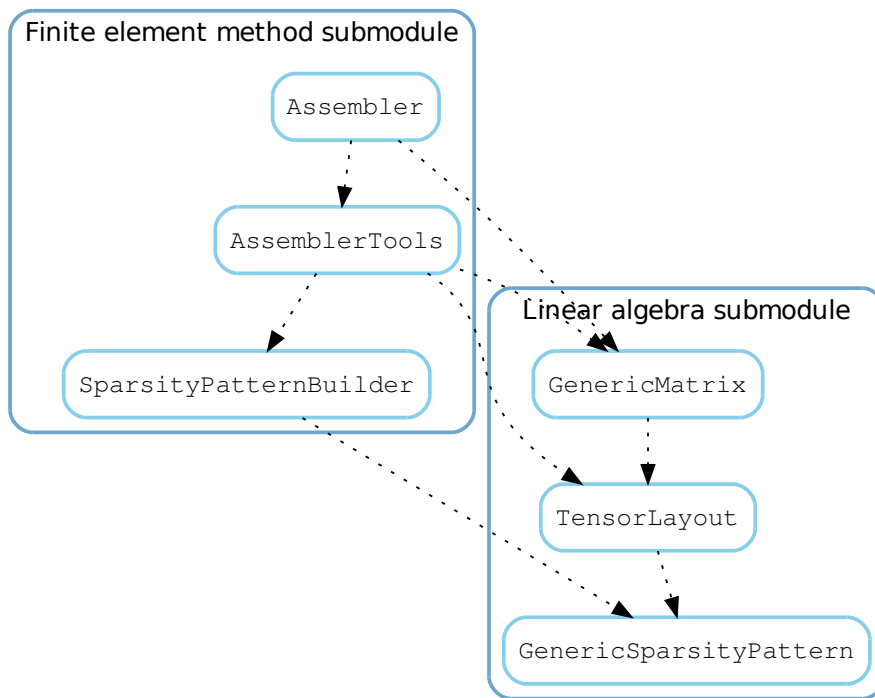 Finite element method submodule
Assembler
AssemblerTools
SparsityPatternBuilder
Linear algebra submodule
GenericMatrix
TensorLayout
GenericSparsityPattern